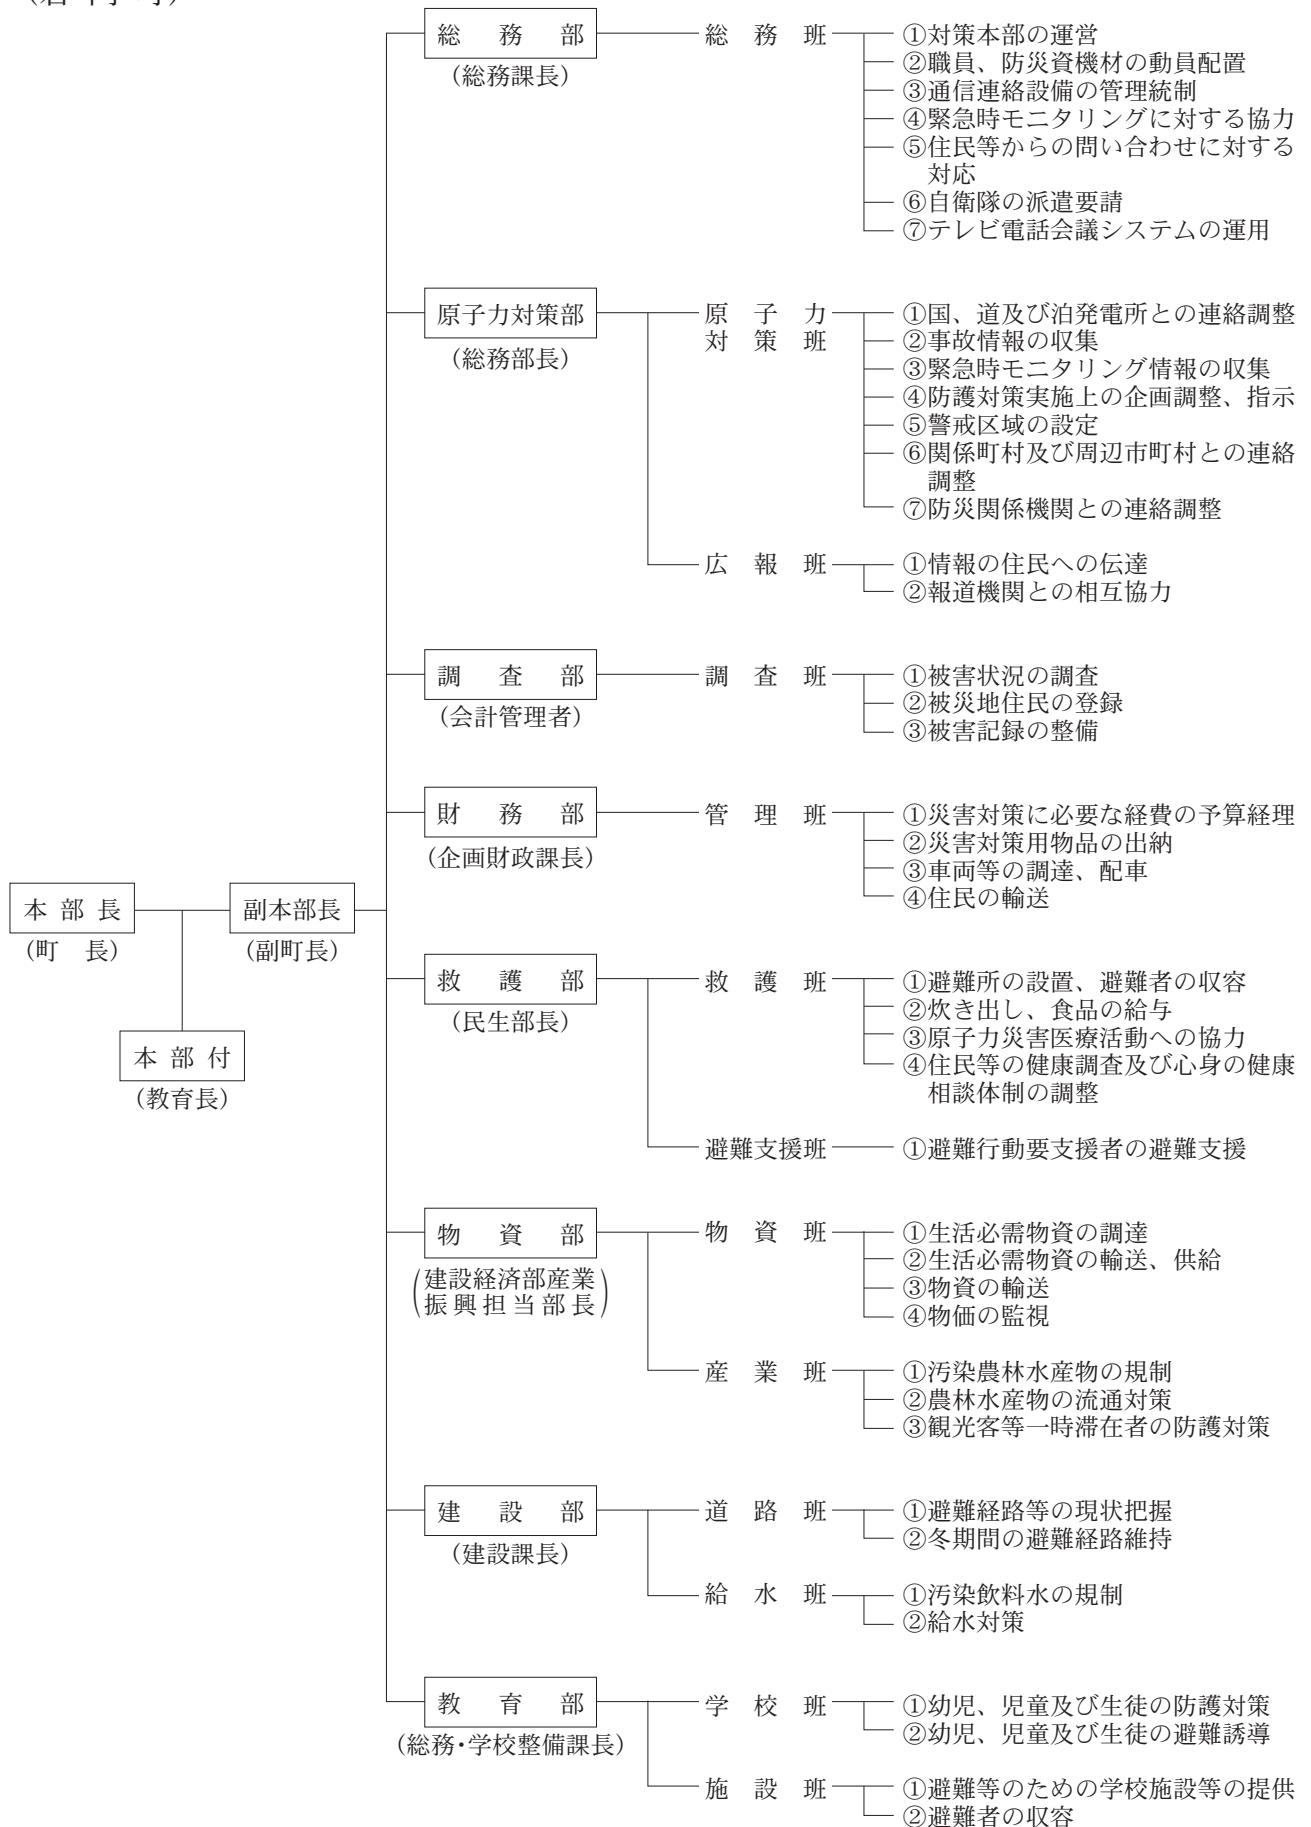 総務部
(総務課長)
総務班
①対策本部の運営
②職員、防災資機材の動員配置
③通信連絡設備の管理統制
④緊急時モニタリングに対する協力
⑤住民等からの問い合わせに対する
対応
⑥自衛隊の派遣要請
⑦テレビ電話会議システムの運用
原子力対策部
(総務部長)
原子力
対策班
①国、道及び泊発電所との連絡調整
②事故情報の収集
③緊急時モニタリング情報の収集
④防護対策実施上の企画調整、指示
⑤警戒区域の設定
⑥関係町村及び周辺市町村との連絡
調整
⑦防災関係機関との連絡調整
広報班
①情報の住民への伝達
②報道機関との相互協力
調査部
(会計管理者)
調査班
①被害状況の調査
②被災地住民の登録
③被害記録の整備
財務部
(企画財政課長)
管理班
①災害対策に必要な経費の予算経理
②災害対策用物品の出納
③車両等の調達、配車
④住民の輸送
本部長
(町 長)
副本部長
(副町長)
本部付
(教育長)
救護部
(民生部長)
救護班
①避難所の設置、避難者の収容
②炊き出し、食品の給与
③原子力災害医療活動への協力
④住民等の健康調査及び心身の健康
相談体制の調整
避難支援班
①避難行動要支援者の避難支援
物資部
(建設経済部産業
振興担当部長)
物資班
①生活必需物資の調達
②生活必需物資の輸送、供給
③物資の輸送
④物価の監視
産業班
①汚染農林水産物の規制
②農林水産物の流通対策
③観光客等一時滞在者の防護対策
建設部
(建設課長)
道路班
①避難経路等の現状把握
②冬期間の避難経路維持
給水班
①汚染飲料水の規制
②給水対策
教育部
(総務・学校整備課長)
学校班
①幼児、児童及び生徒の防護対策
②幼児、児童及び生徒の避難誘導
施設班
①避難等のための学校施設等の提供
②避難者の収容